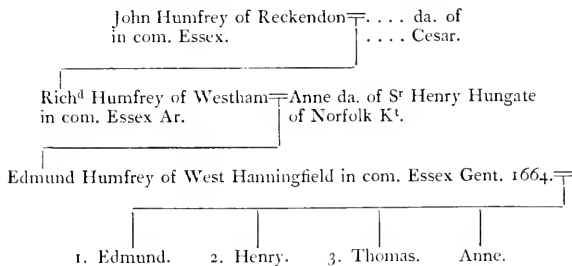 John Humfrey of Reckendon . . . . da. of
in com. Essex. . . . . Cesar.
Richᵈ Humfrey of Westham Anne da. of Sʳ Henry Hungate
in com. Essex Ar. of Norfolk Kᵗ.
Edmund Humfrey of West Hanningfield in com. Essex Gent. 1664.
1. Edmund. 2. Henry. 3. Thomas. Anne.